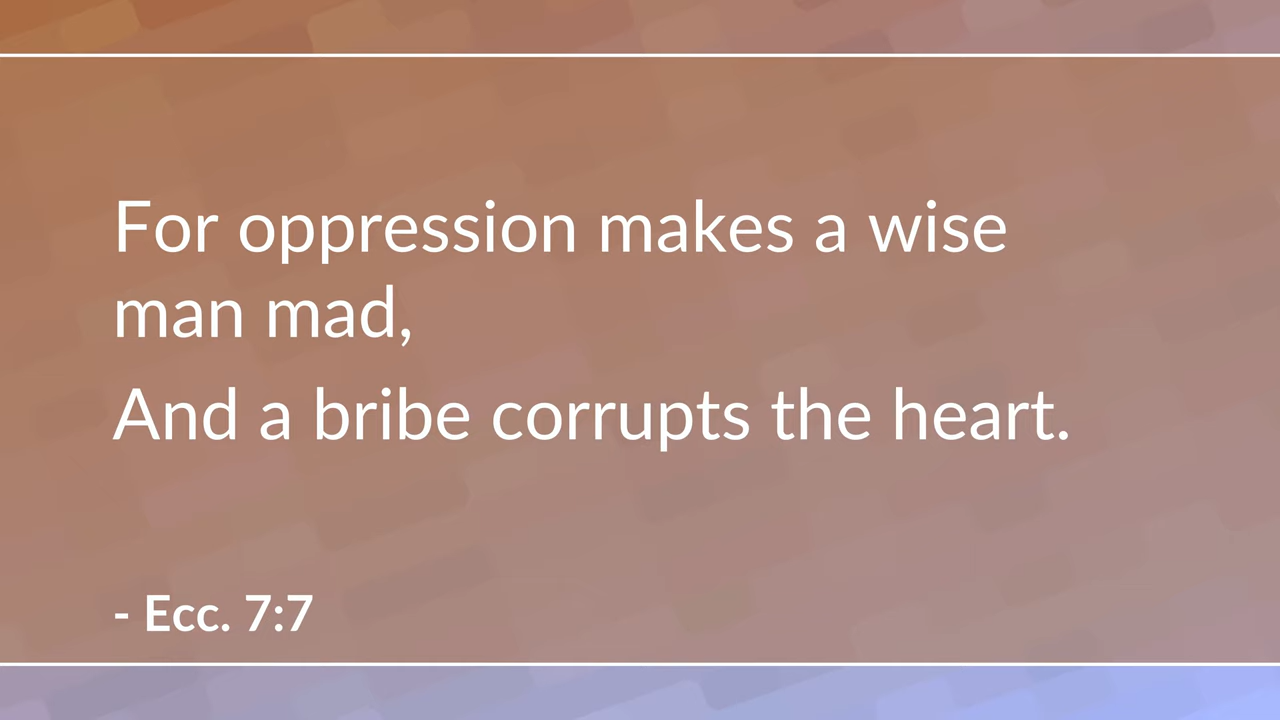 For oppression makes a wise
man mad,
And a bribe corrupts the heart.
- Ecc. 7:7